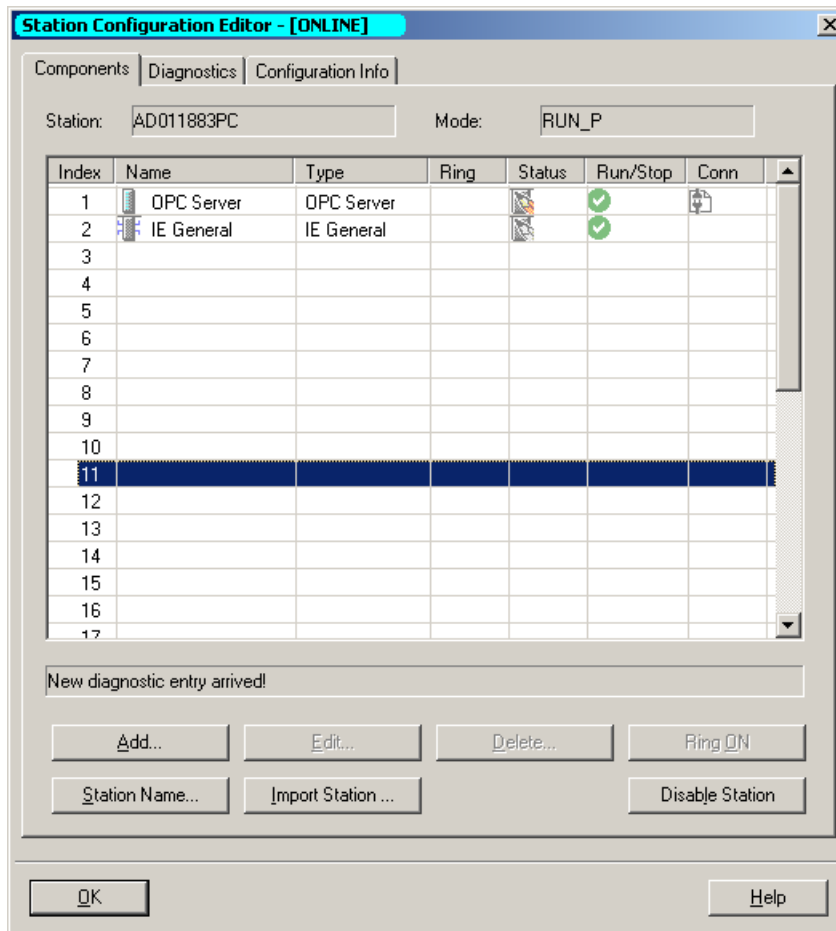 Station Configuration Editor - [ONLINE]
Components Diagnostics Configuration Info
Station: AD011883PC Mode: RUN_P
Index Name Type Ring Status Run/Stop Conn
1 OPC Server OPC Server
2 IE General IE General
3
4
5
6
7
8
9
10
11
12
13
14
15
16
17
New diagnostic entry arrived!
Add... Edit... Delete... Ring ON
Station Name... Import Station ... Disable Station
OK Help